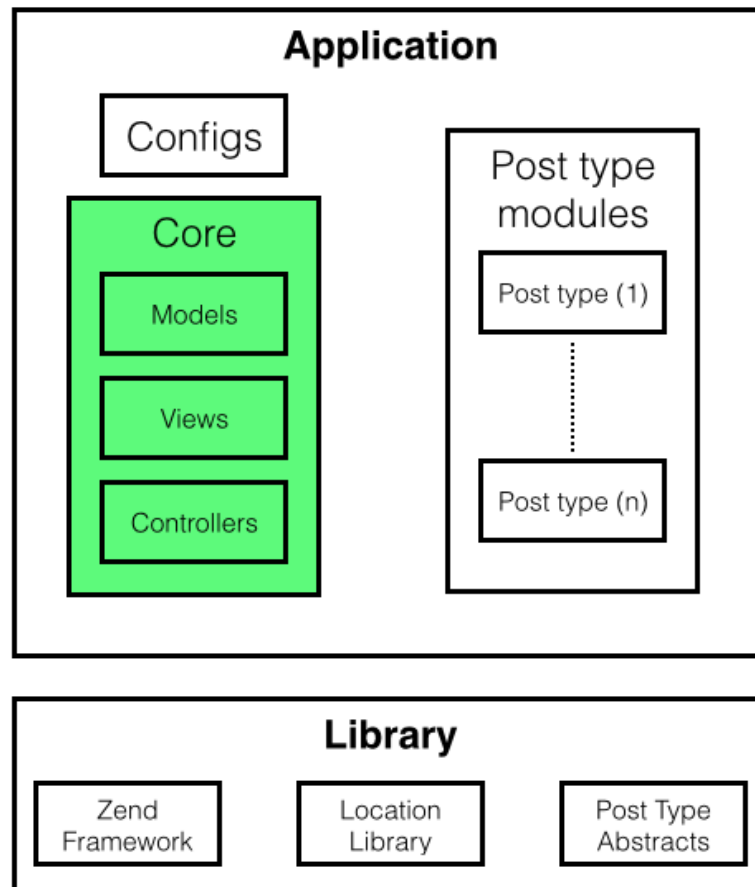 Application
Configs
Core
Models
Views
Controllers
Post type
modules
Post type (1)
Post type (n)
Library
Zend
Framework
Location
Library
Post Type
Abstracts